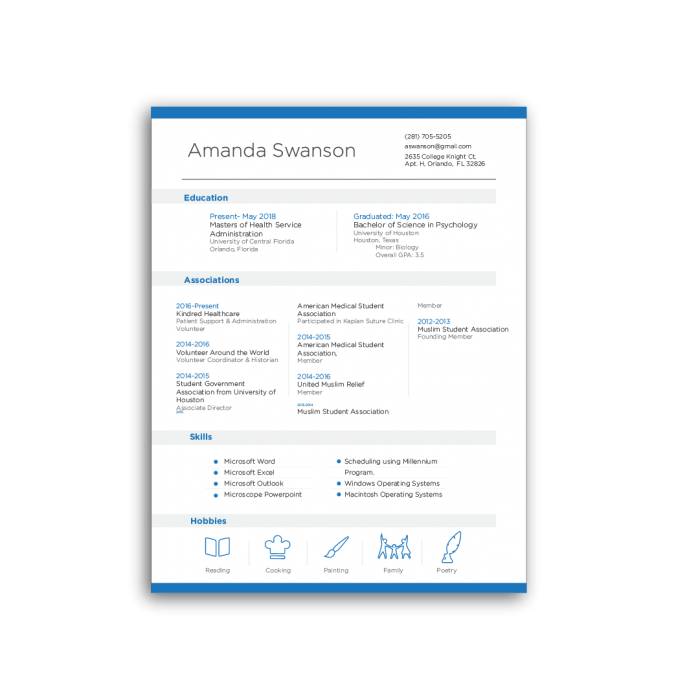 Amanda Swanson
(281) 705-5205
aswanson@gmail.com
2635 College Knight Ct,
Apt. H, Orlando, FL 32826
Education
Present- May 2018
Masters of Health Service
Administration
University of Central Florida
Orlando, Florida
Graduated: May 2016
Bachelor of Science in Psychology
University of Houston
Houston, Texas
Minor: Biology
Overall GPA: 3.5
Associations
2016-Present
Kindred Healthcare
Patient Support & Administration
Volunteer
2014-2016
Volunteer Around the World
Volunteer Coordinator & Historian
2014-2015
Student Government
Association from University of
Houston
Associate Director
American Medical Student
Association
Participated in Kaplan Suture Clinic
2014-2015
American Medical Student
Association,
Member
2014-2016
United Muslim Relief
Member
Muslim Student Association
Member
2012-2013
Muslim Student Association
Founding Member
Skills
Microsoft Word
Microsoft Excel
Microsoft Outlook
Microscope Powerpoint
Scheduling using Millennium
Program.
Windows Operating Systems
Macintosh Operating Systems
Hobbies
Reading
Cooking
Painting
Family
Poetry